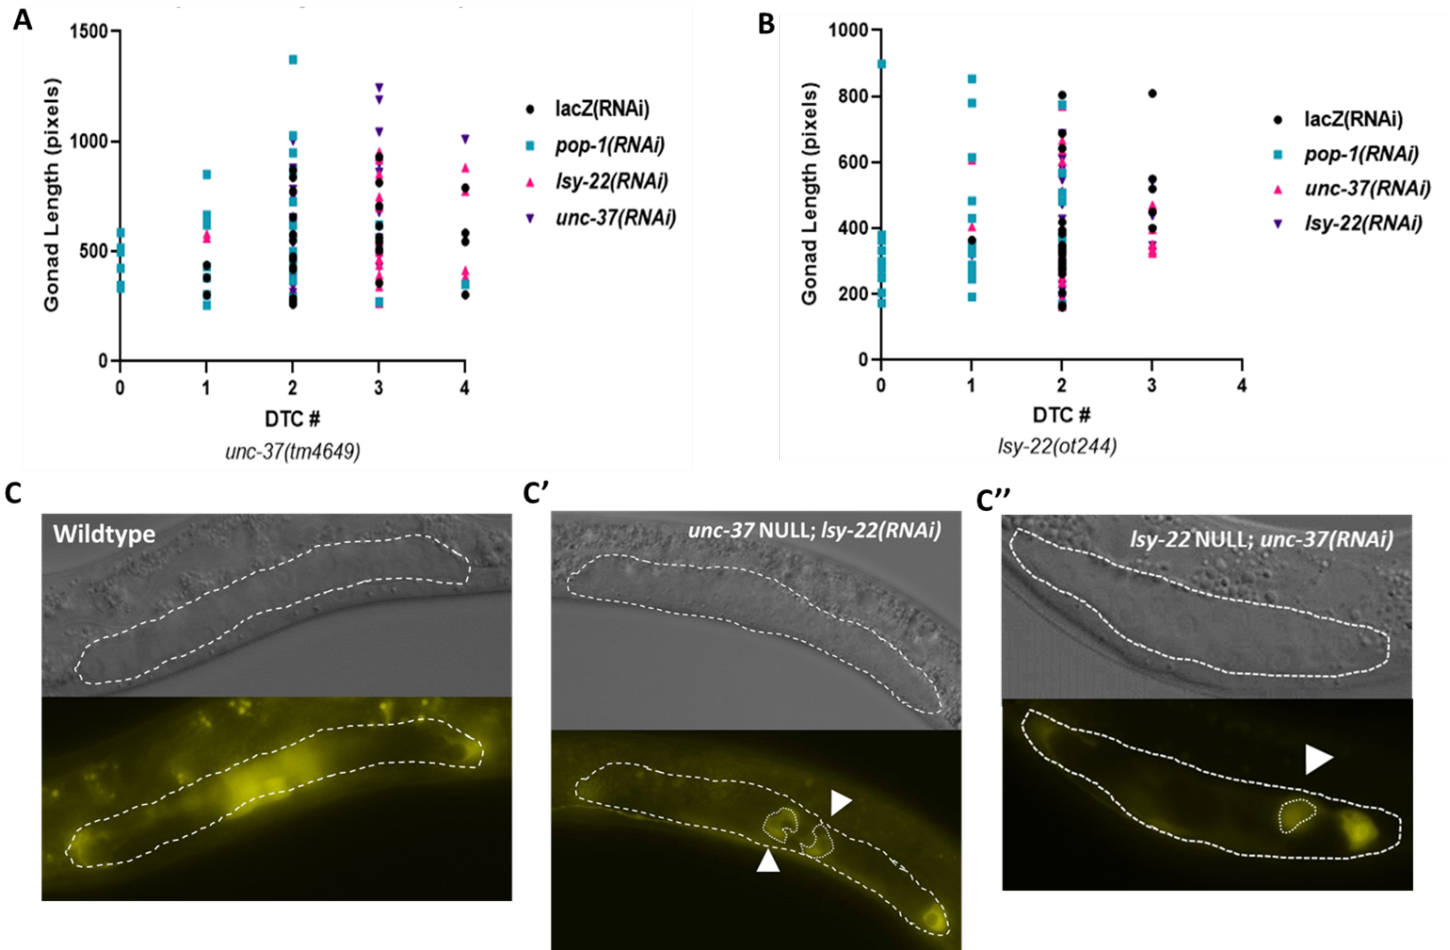 A
1500
1000
500
0
Gonad Length (pixels)
0 1 2 3 4
DTC #
unc-37(tm4649)
lacZ(RNAi)
pop-1(RNAi)
lsy-22(RNAi)
unc-37(RNAi)
B
1000
800
600
400
200
0
Gonad Length (pixels)
0 1 2 3 4
DTC #
lsy-22(ot244)
lacZ(RNAi)
pop-1(RNAi)
unc-37(RNAi)
lsy-22(RNAi)
C
Wildtype
C’
unc-37 NULL; lsy-22(RNAi)
C’’
lsy-22 NULL; unc-37(RNAi)